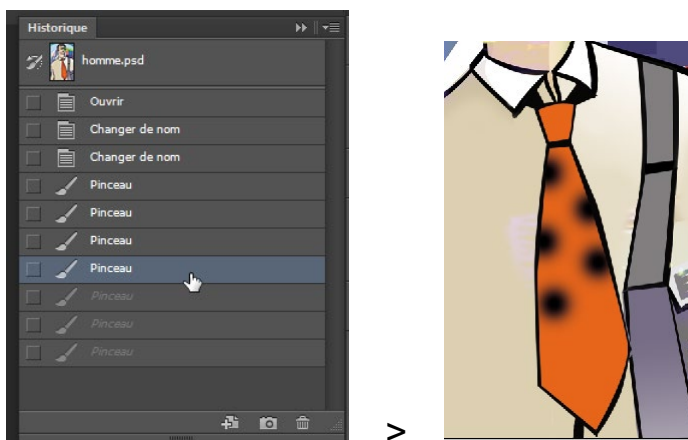 Historique
homme.psd
Ouvrir
Changer de nom
Changer de nom
Pinceau
Pinceau
Pinceau
Pinceau
Pinceau
Pinceau
Pinceau
>